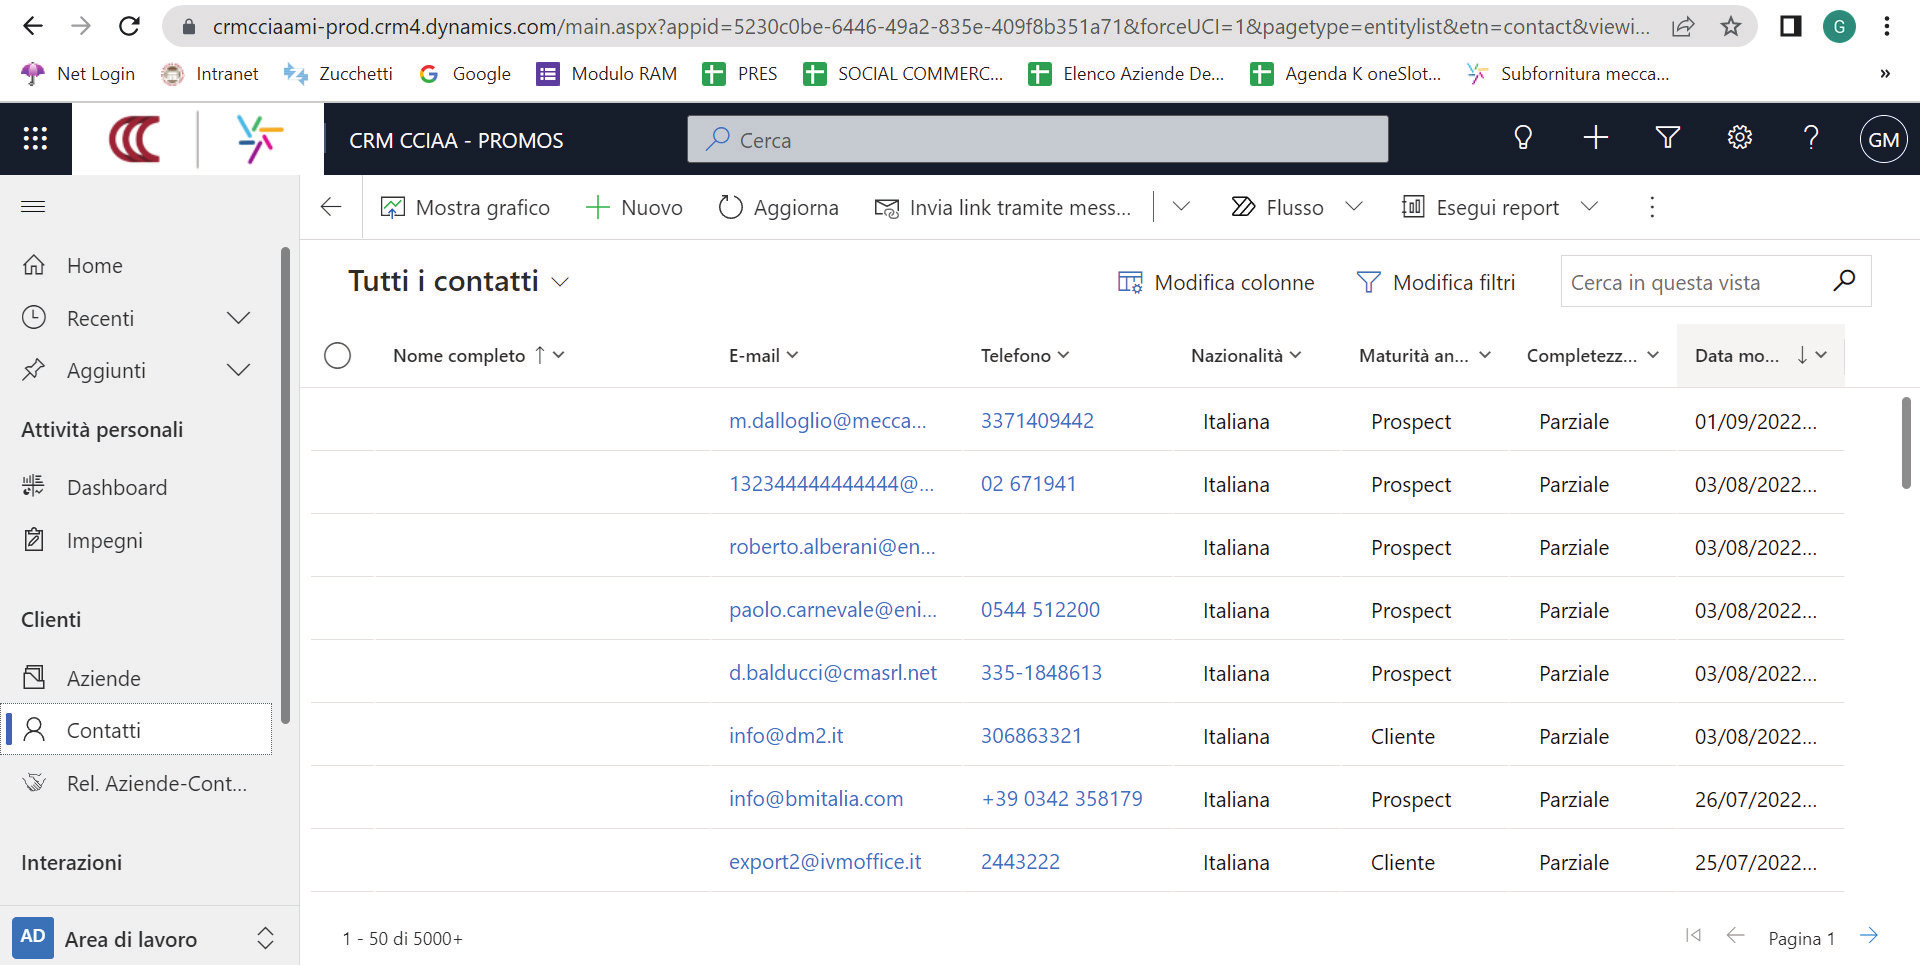 crmcciaami-prod.crm4.dynamics.com/main.aspx?appid=5230c0be-6446-49a2-835e-409f8b351a71&forceUCI=1&pagetype=entitylist&etn=contact&viewi...
G
Net Login
Intranet
Zucchetti
Google
Modulo RAM
PRES
SOCIAL COMMERC...
Elenco Aziende De...
Agenda K oneSlot...
Subfornitura mecca...
»
CRM CCIAA - PROMOS
Cerca
GM
Mostra grafico
Nuovo
Aggiorna
Invia link tramite mess...
Flusso
Esegui report
Home
Recenti
Aggiunti
Attività personali
Dashboard
Impegni
Clienti
Aziende
Contatti
Rel. Aziende-Cont...
Interazioni
AD Area di lavoro
Tutti i contatti
Modifica colonne
Modifica filtri
Cerca in questa vista
Nome completo E-mail Telefono Nazionalità Maturità an... Completezz... Data mo...
m.dalloglio@mecca... 3371409442 Italiana Prospect Parziale 01/09/2022...
132344444444444@... 02 671941 Italiana Prospect Parziale 03/08/2022...
roberto.alberani@en... Italiana Prospect Parziale 03/08/2022...
paolo.carnevale@eni... 0544 512200 Italiana Prospect Parziale 03/08/2022...
d.balducci@cmasrl.net 335-1848613 Italiana Prospect Parziale 03/08/2022...
info@dm2.it 306863321 Italiana Cliente Parziale 03/08/2022...
info@bmitalia.com +39 0342 358179 Italiana Prospect Parziale 26/07/2022...
export2@ivmoffice.it 2443222 Italiana Cliente Parziale 25/07/2022...
1 - 50 di 5000+
Pagina 1